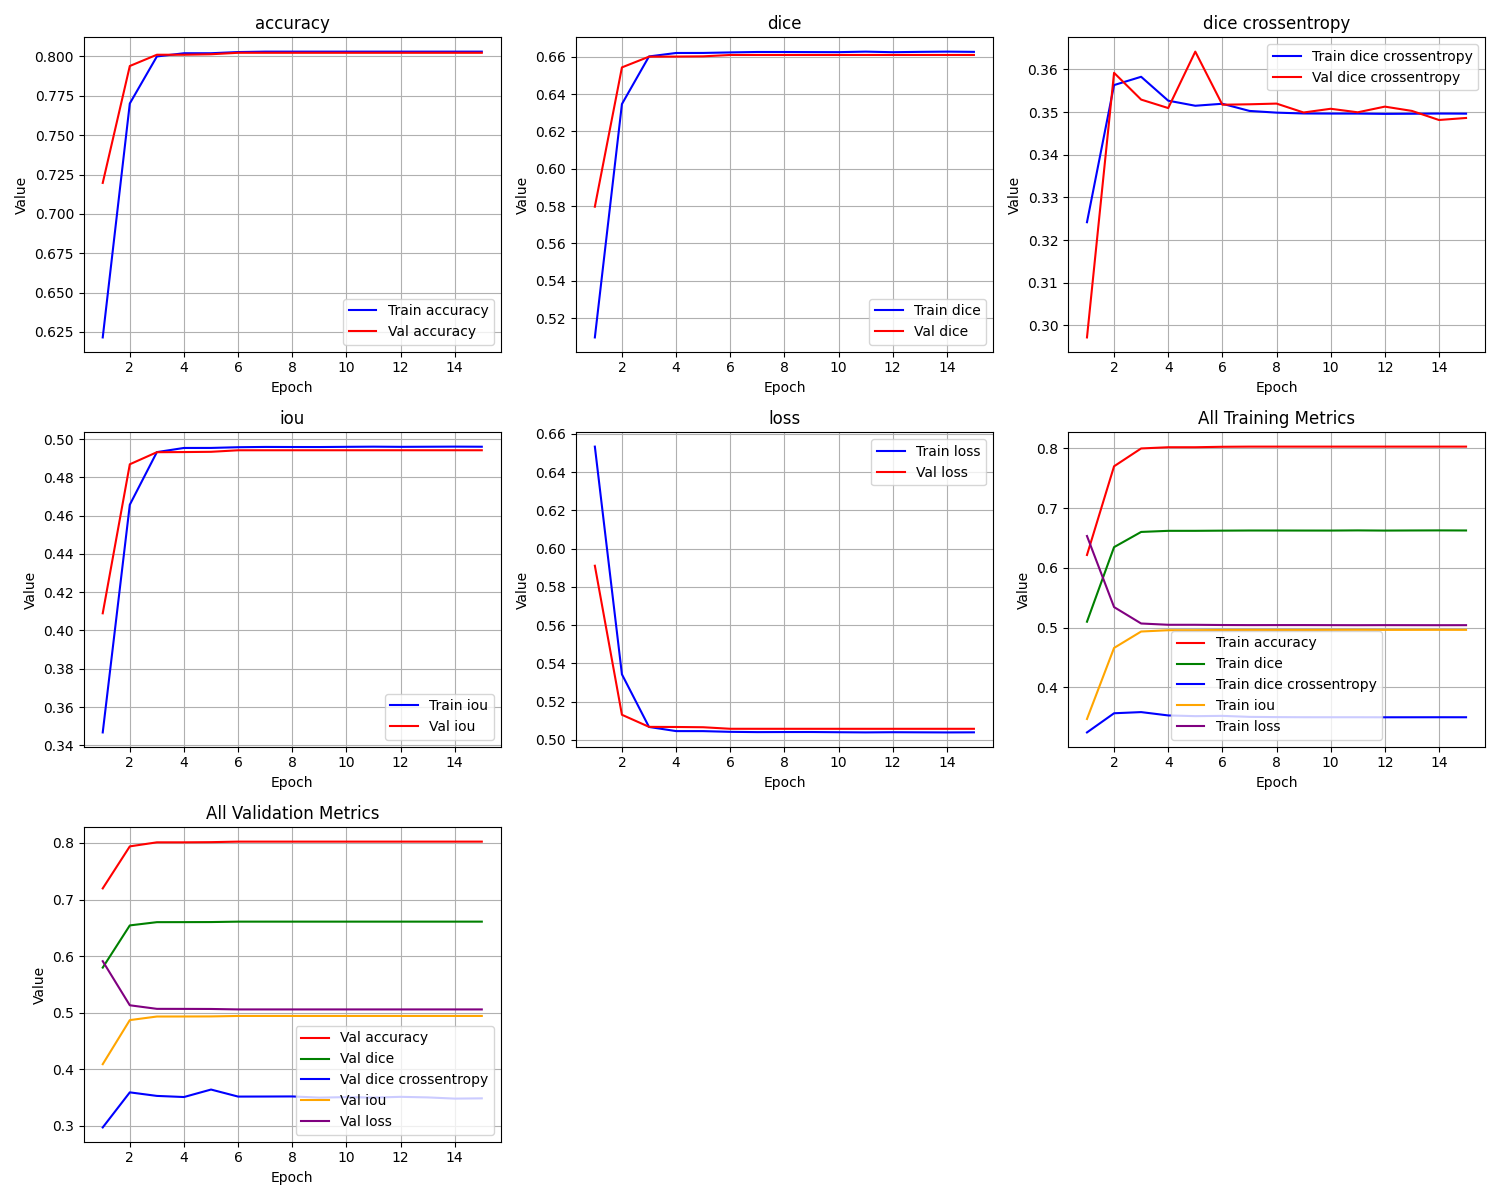 accuracy
Value
0.800
0.775
0.750
0.725
0.700
0.675
0.650
0.625
2 4 6 8 10 12 14
Epoch
Train accuracy
Val accuracy
dice
Value
0.66
0.64
0.62
0.60
0.58
0.56
0.54
0.52
2 4 6 8 10 12 14
Epoch
Train dice
Val dice
dice crossentropy
Value
0.36
0.35
0.34
0.33
0.32
0.31
0.30
2 4 6 8 10 12 14
Epoch
Train dice crossentropy
Val dice crossentropy
iou
Value
0.50
0.48
0.46
0.44
0.42
0.40
0.38
0.36
0.34
2 4 6 8 10 12 14
Epoch
Train iou
Val iou
loss
Value
0.66
0.64
0.62
0.60
0.58
0.56
0.54
0.52
0.50
2 4 6 8 10 12 14
Epoch
Train loss
Val loss
All Training Metrics
Value
0.8
0.7
0.6
0.5
0.4
2 4 6 8 10 12 14
Epoch
Train accuracy
Train dice
Train dice crossentropy
Train iou
Train loss
All Validation Metrics
Value
0.8
0.7
0.6
0.5
0.4
0.3
2 4 6 8 10 12 14
Epoch
Val accuracy
Val dice
Val dice crossentropy
Val iou
Val loss